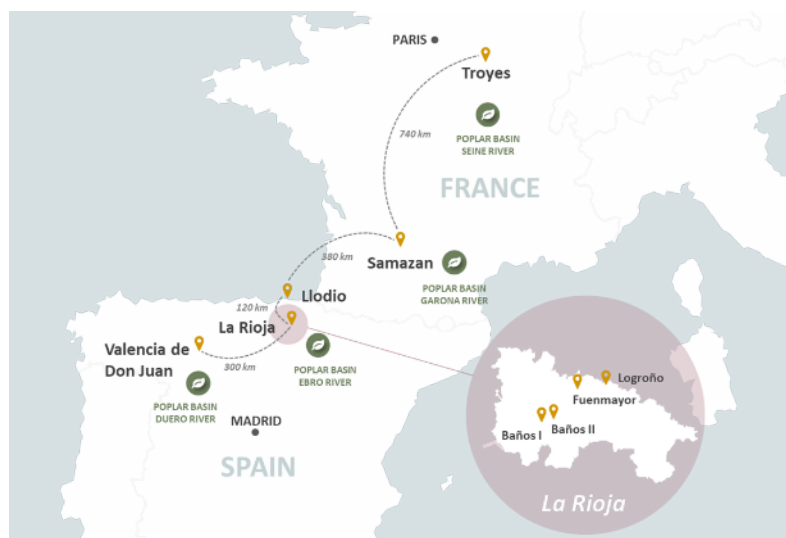 PARIS
Troyes
740 km
POPLAR BASIN
SEINE RIVER
FRANCE
380 km
Samazan
POPLAR BASIN
GARONA RIVER
Llodio
120 km
La Rioja
Valencia de
Don Juan
300 km
POPLAR BASIN
EBRO RIVER
POPLAR BASIN
DUERO RIVER
MADRID
SPAIN
Logroño
Fuenmayor
Baños I
Baños II
La Rioja